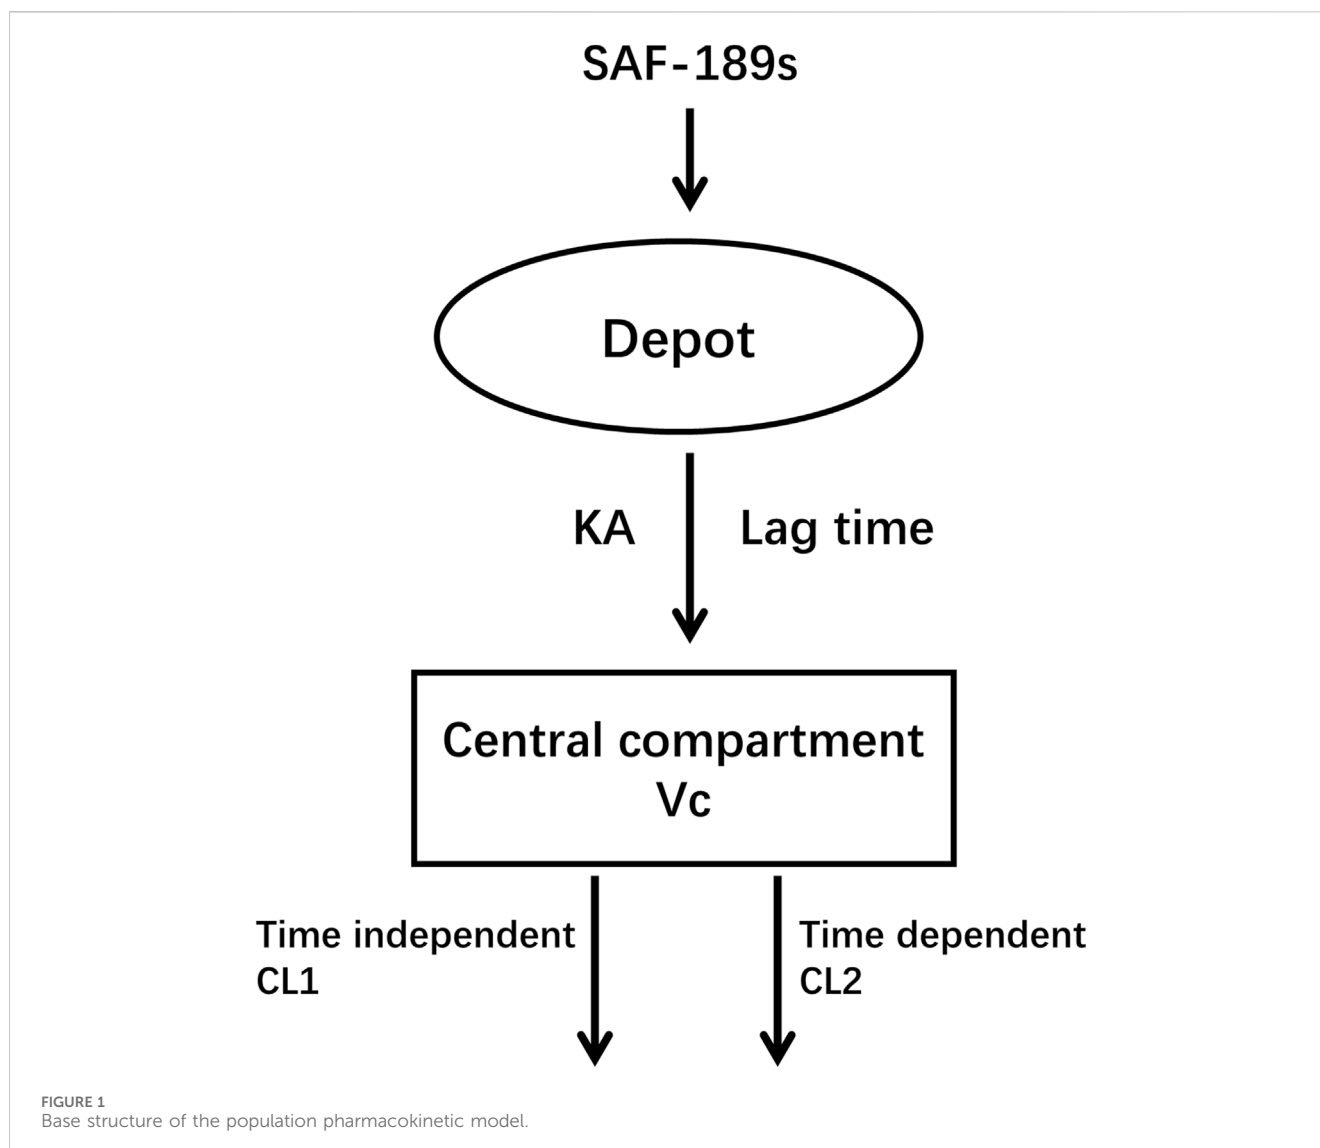 SAF-189s
Depot
KA Lag time
Central compartment
Vc
Time independent
CL1
Time dependent
CL2
FIGURE 1
Base structure of the population pharmacokinetic model.